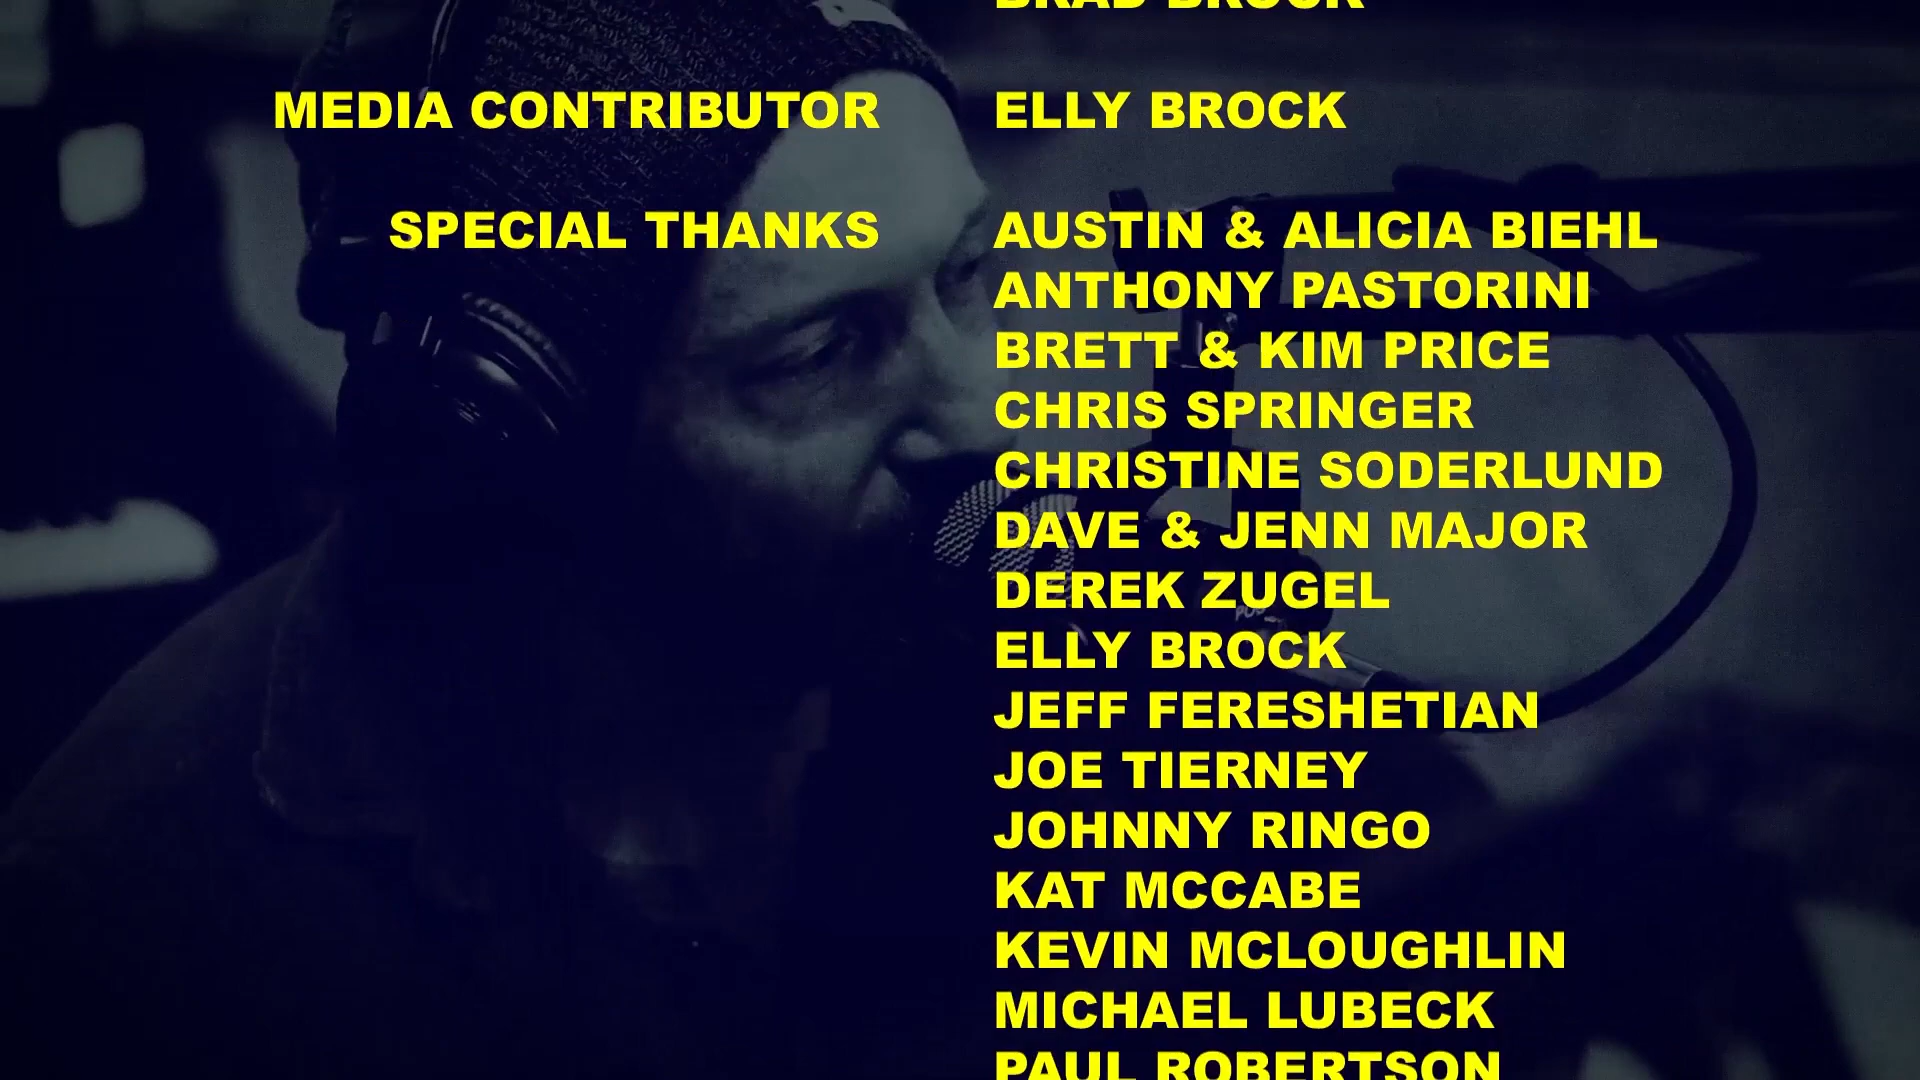 BRAD BROCK
MEDIA CONTRIBUTOR ELLY BROCK
SPECIAL THANKS AUSTIN & ALICIA BIEHL
ANTHONY PASTORINI
BRETT & KIM PRICE
CHRIS SPRINGER
CHRISTINE SODERLUND
DAVE & JENN MAJOR
DEREK ZUGEL
ELLY BROCK
JEFF FERESHETIAN
JOE TIERNEY
JOHNNY RINGO
KAT MCCABE
KEVIN MCLOUGHLIN
MICHAEL LUBECK
PAUL ROBERTSON